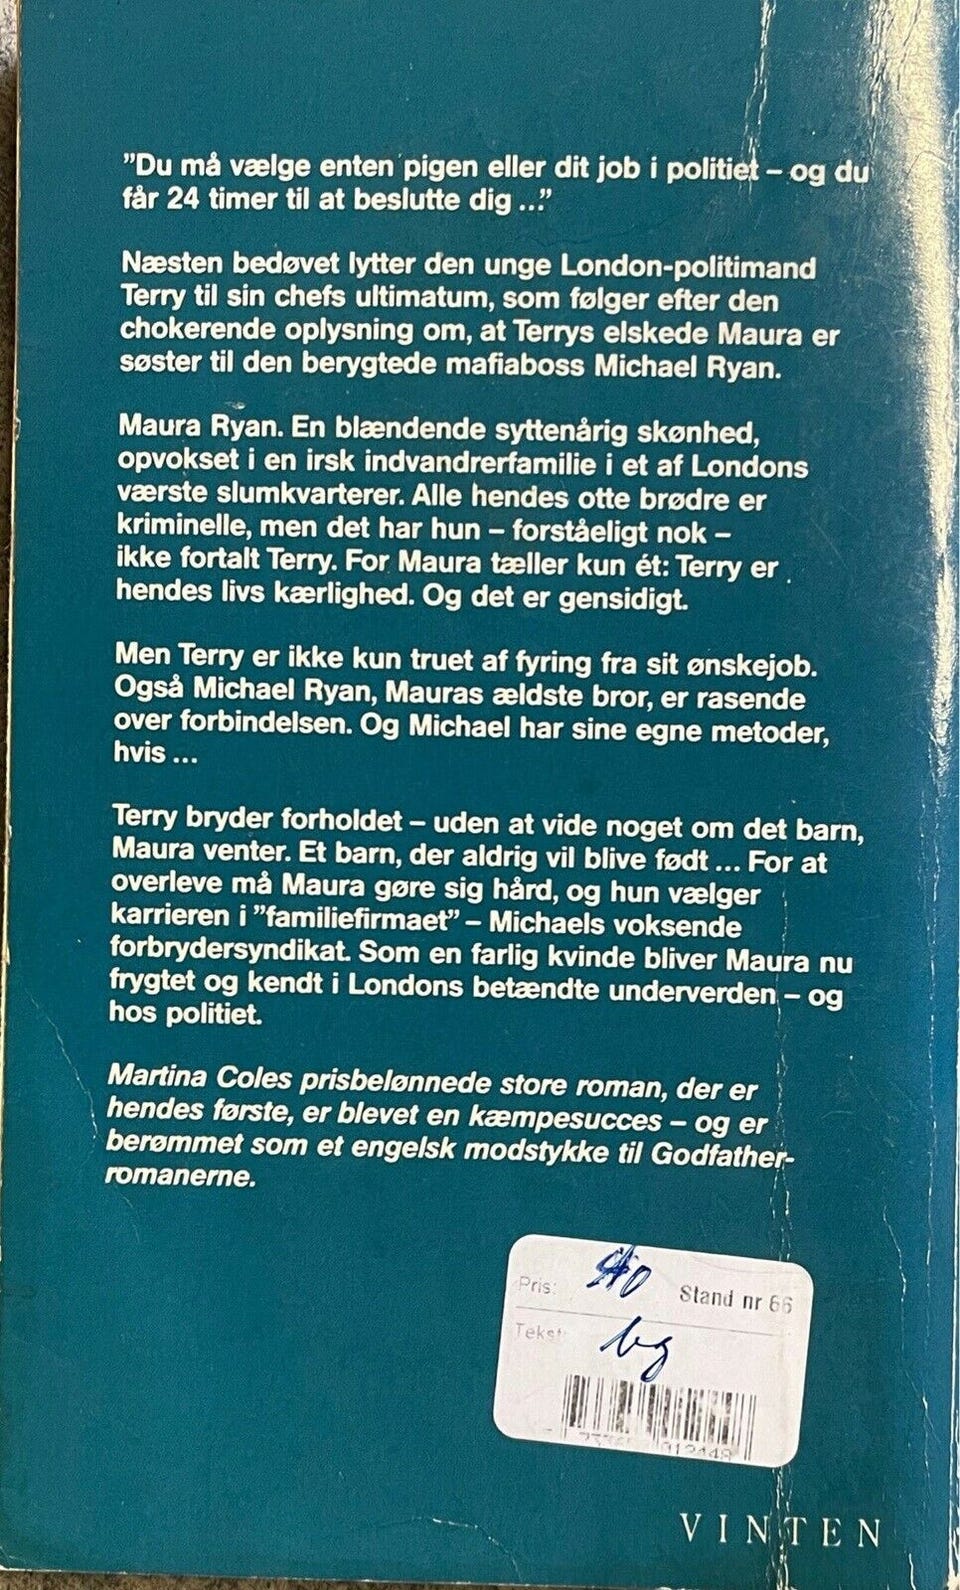 ”Du må vælge enten pigen eller dit job i politiet – og du
får 24 timer til at beslutte dig ...”
Næsten bedøvet lytter den unge London-politimand
Terry til sin chefs ultimatum, som følger efter den
chokerende oplysning om, at Terrys elskede Maura er
søster til den berygtede mafiaboss Michael Ryan.
Maura Ryan. En blændende syttenårig skønhed,
opvokset i en irsk indvandrerfamilie i et af Londons
værste slumkvarterer. Alle hendes otte brødre er
kriminelle, men det har hun – forståeligt nok –
ikke fortalt Terry. For Maura tæller kun ét: Terry er
hendes livs kærlighed. Og det er gensidigt.
Men Terry er ikke kun truet af fyring fra sit ønskejob.
Også Michael Ryan, Mauras ældste bror, er rasende
over forbindelsen. Og Michael har sine egne metoder,
hvis ...
Terry bryder forholdet – uden at vide noget om det barn,
Maura venter. Et barn, der aldrig vil blive født ... For at
overleve må Maura gøre sig hård, og hun vælger
karrieren i ”familiefirmaet” – Michaels voksende
forbrydersyndikat. Som en farlig kvinde bliver Maura nu
frygtet og kendt i Londons betændte underverden – og
hos politiet.
Martina Coles prisbelønnede store roman, der er
hendes første, er blevet en kæmpesucces – og er
berømmet som et engelsk modstykke til Godfather-
romanerne.
Pris: Stand nr 66
Tekst: bg
VINTEN